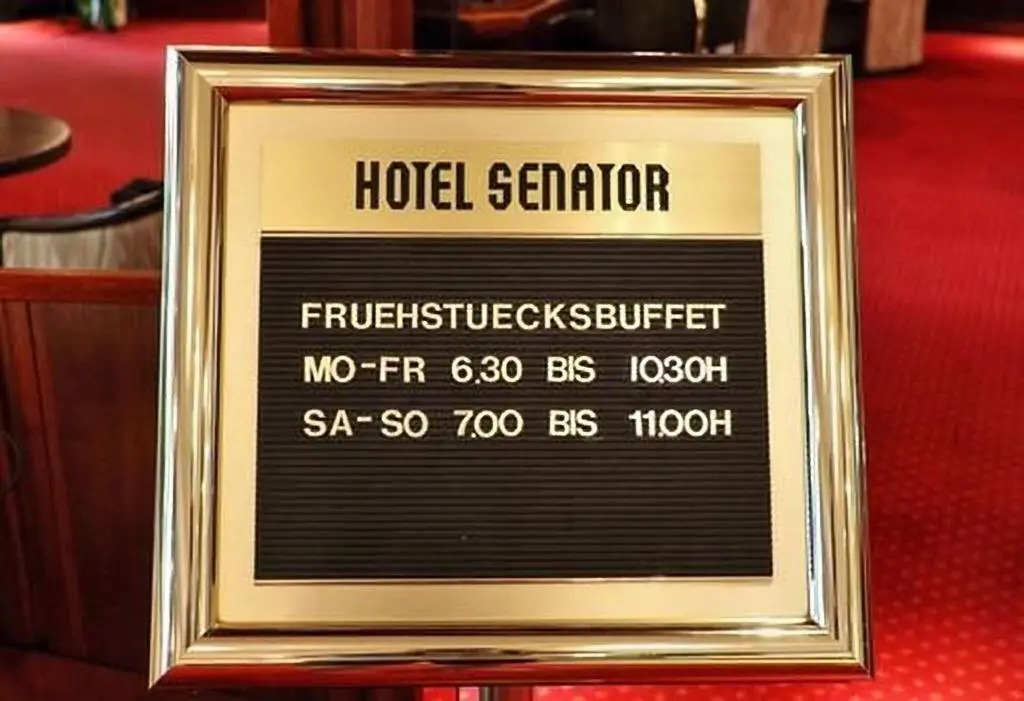 HOTEL SENATOR
FRUEHSTUECKSBUFFET
MO-FR 6.30 BIS 10.30H
SA-SO 7.00 BIS 11.00H